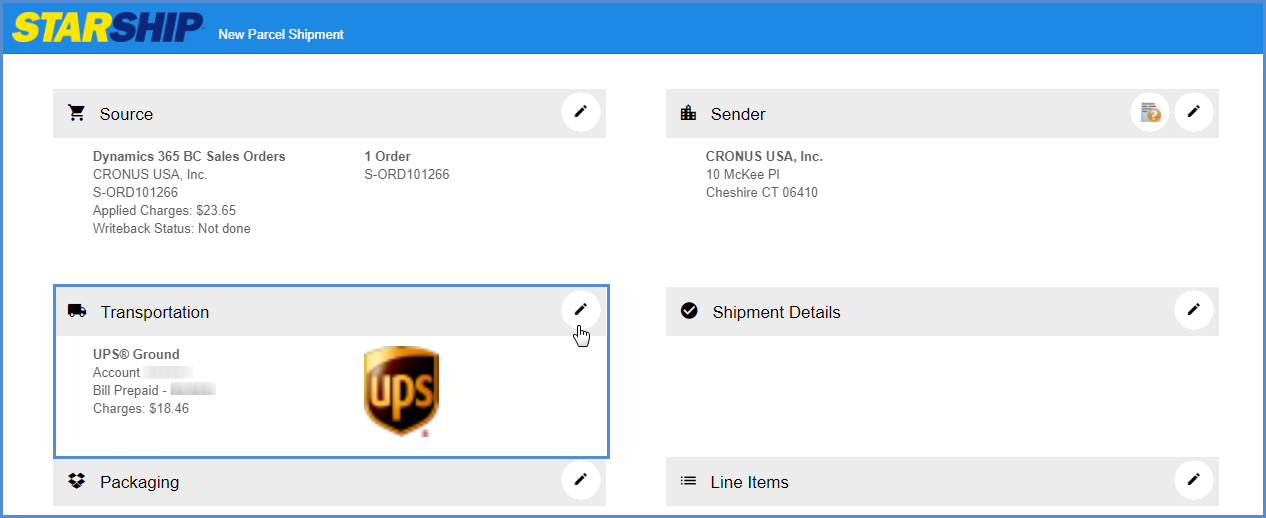 STARSHIP
New Parcel Shipment
Source
Dynamics 365 BC Sales Orders
CRONUS USA, Inc.
S-ORD101266
Applied Charges: $23.65
Writeback Status: Not done
1 Order
S-ORD101266
Sender
CRONUS USA, Inc.
10 McKee Pl
Cheshire CT 06410
Transportation
UPS® Ground
Account
Bill Prepaid -
Charges: $18.46
ups
Shipment Details
Packaging
Line Items